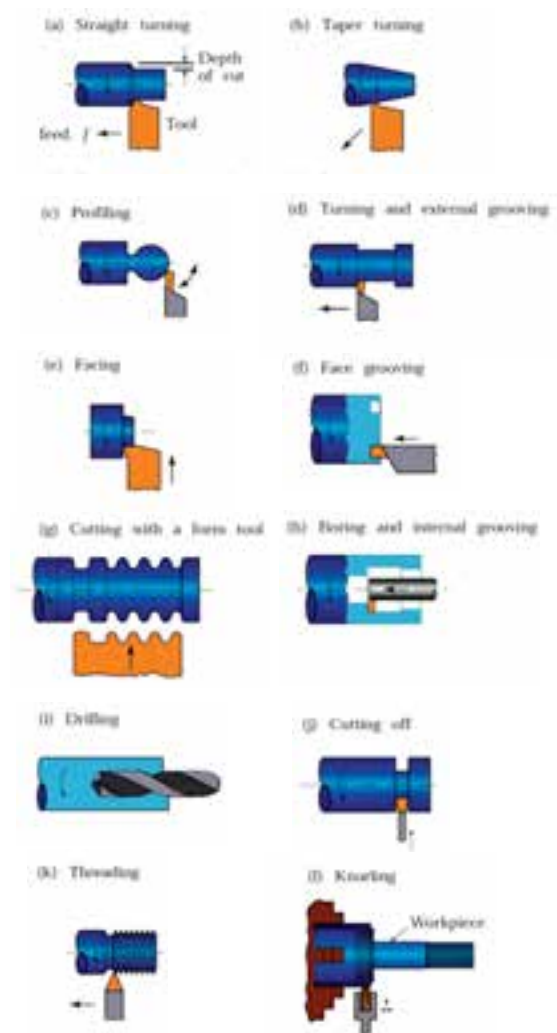 (a) Straight turning
(b) Taper turning
Depth
of cut
Tool
feed, f
(c) Profiling
(d) Turning and external grooving
(e) Facing
(f) Face grooving
(g) Cutting with a form tool
(h) Boring and internal grooving
(i) Drilling
(j) Cutting off
(k) Threading
(l) Knurling
Workpiece